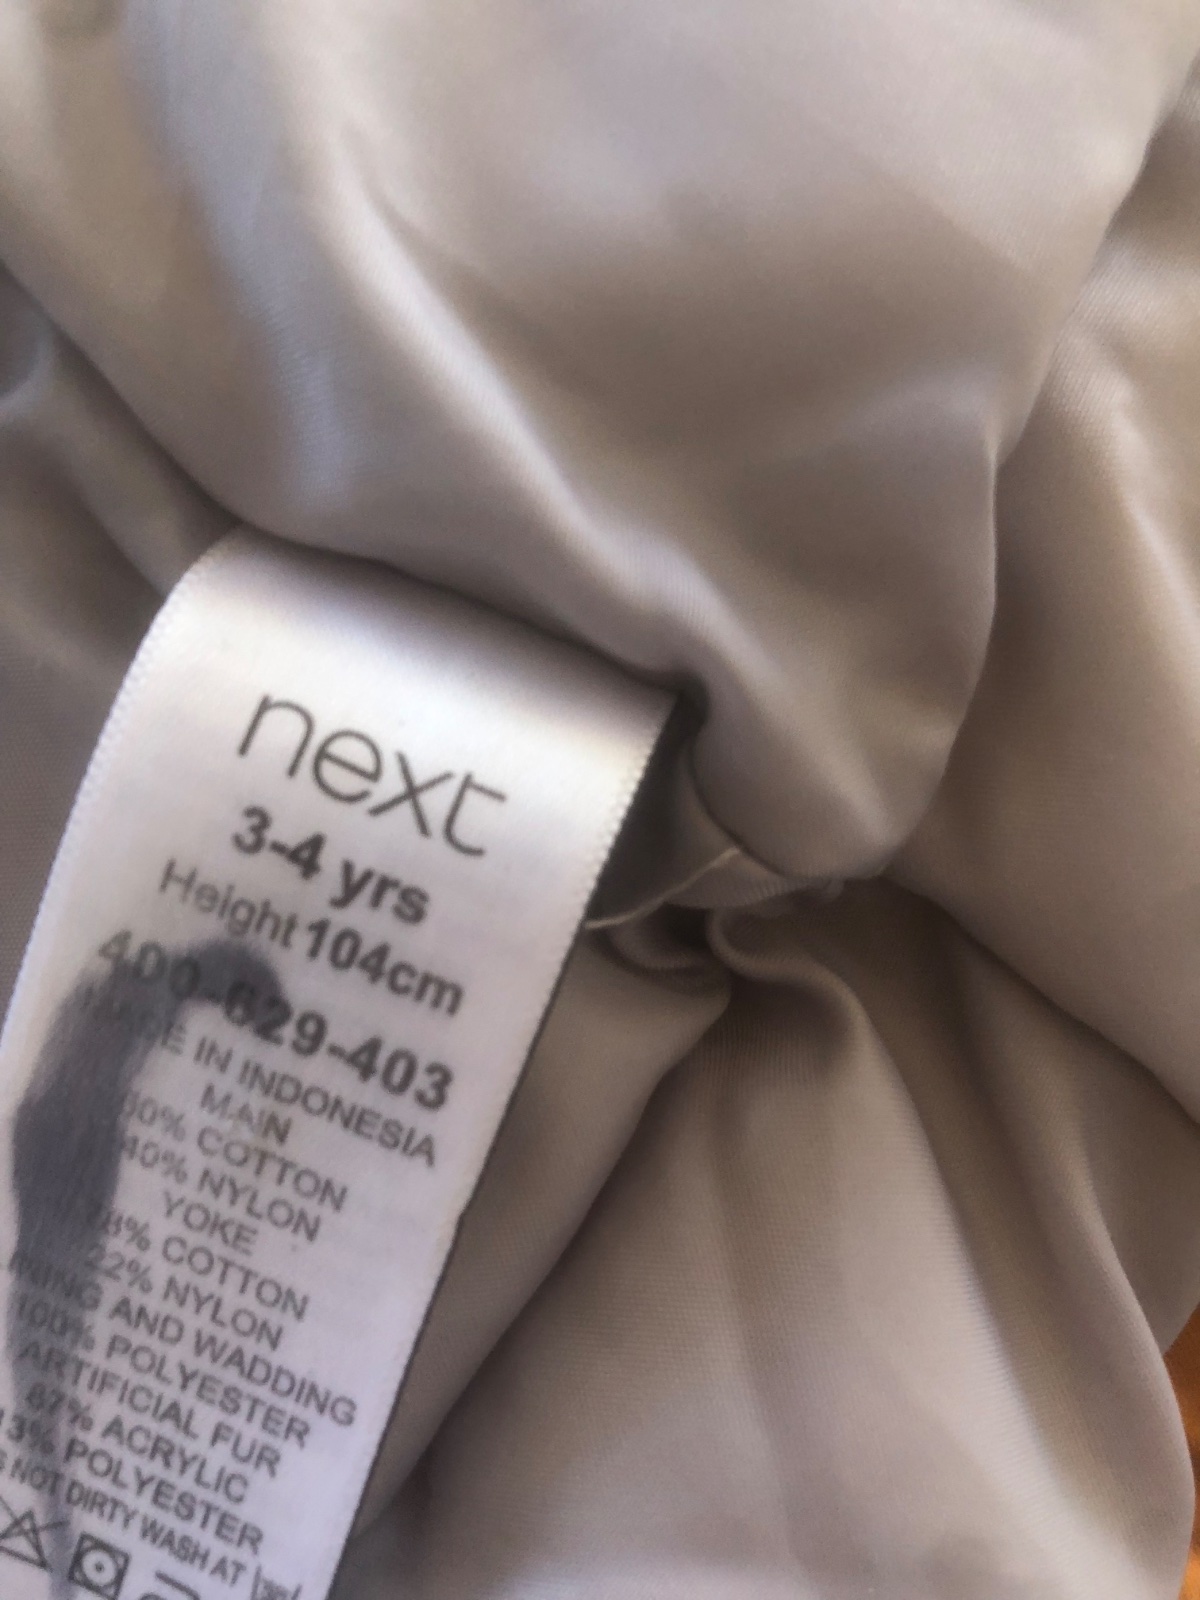 next
3-4 yrs
Height 104cm
400-629-403
IN INDONESIA
MAIN
COTTON
40% NYLON
YOKE
COTTON
22% NYLON
AND WADDING
100% POLYESTER
ARTIFICIAL FUR
87% ACRYLIC
13% POLYESTER
NOT DIRTY WASH AT